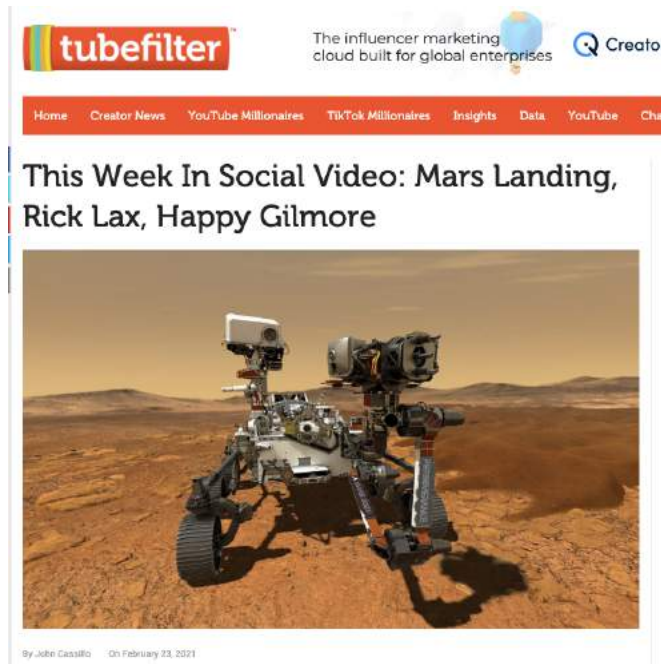 tubefilter
The influencer marketing
cloud built for global enterprises
Creato
Home Creator News YouTube Millionaires TikTok Millionaires Insights Data YouTube Cha
This Week In Social Video: Mars Landing,
Rick Lax, Happy Gilmore
By John Cassillo On February 23, 2021